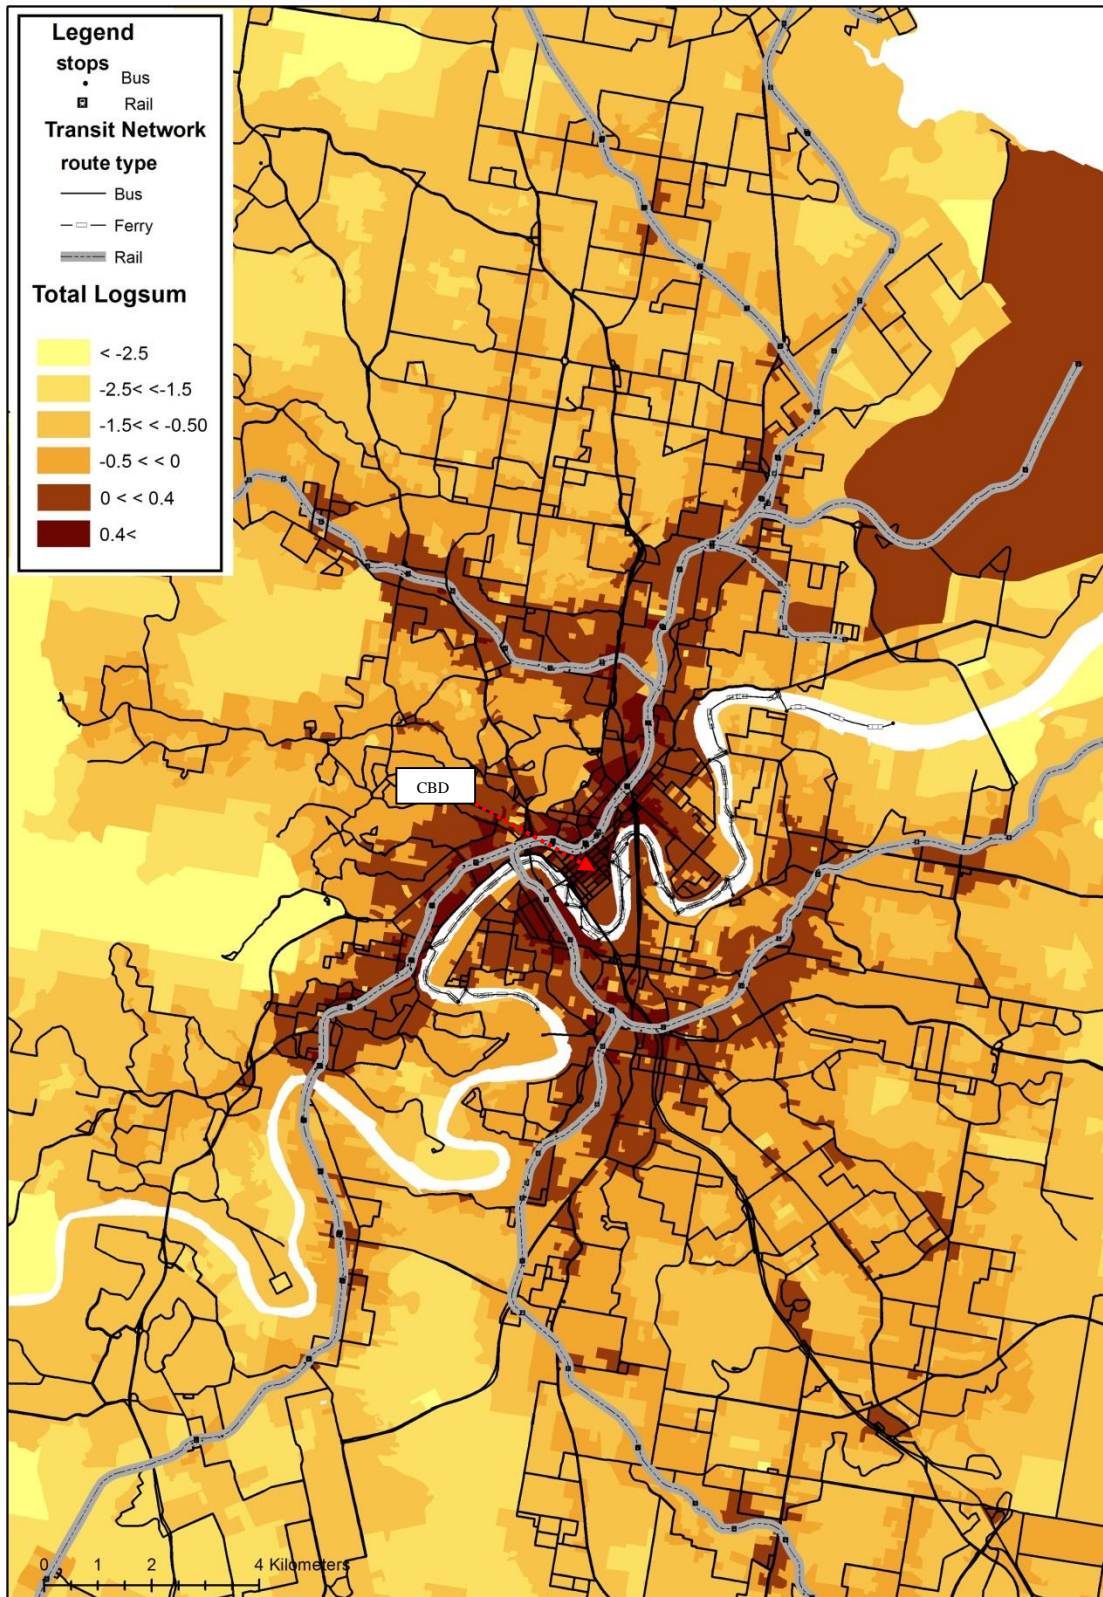 Legend
stops
Bus
Rail
Transit Network
route type
Bus
Ferry
Rail
Total Logsum
< -2.5
-2.5< <-1.5
-1.5< < -0.50
-0.5 < < 0
0 < < 0.4
0.4<
CBD
0 1 2 4 Kilometers